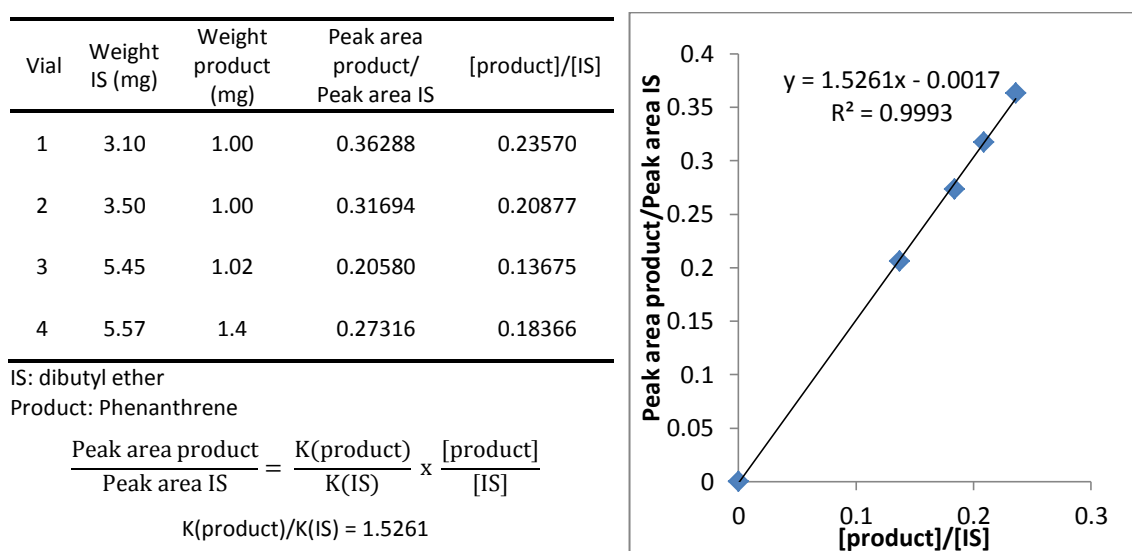 Vial Weight IS (mg) Weight product (mg) Peak area product/ Peak area IS [product]/[IS]
1 3.10 1.00 0.36288 0.23570
2 3.50 1.00 0.31694 0.20877
3 5.45 1.02 0.20580 0.13675
4 5.57 1.4 0.27316 0.18366
IS: dibutyl ether
Product: Phenanthrene
Peak area product / Peak area IS = K(product) / K(IS) x [product] / [IS]
K(product)/K(IS) = 1.5261
Peak area product/Peak area IS
y = 1.5261x - 0.0017
R² = 0.9993
0.4
0.35
0.3
0.25
0.2
0.15
0.1
0.05
0
0 0.1 0.2 0.3
[product]/[IS]